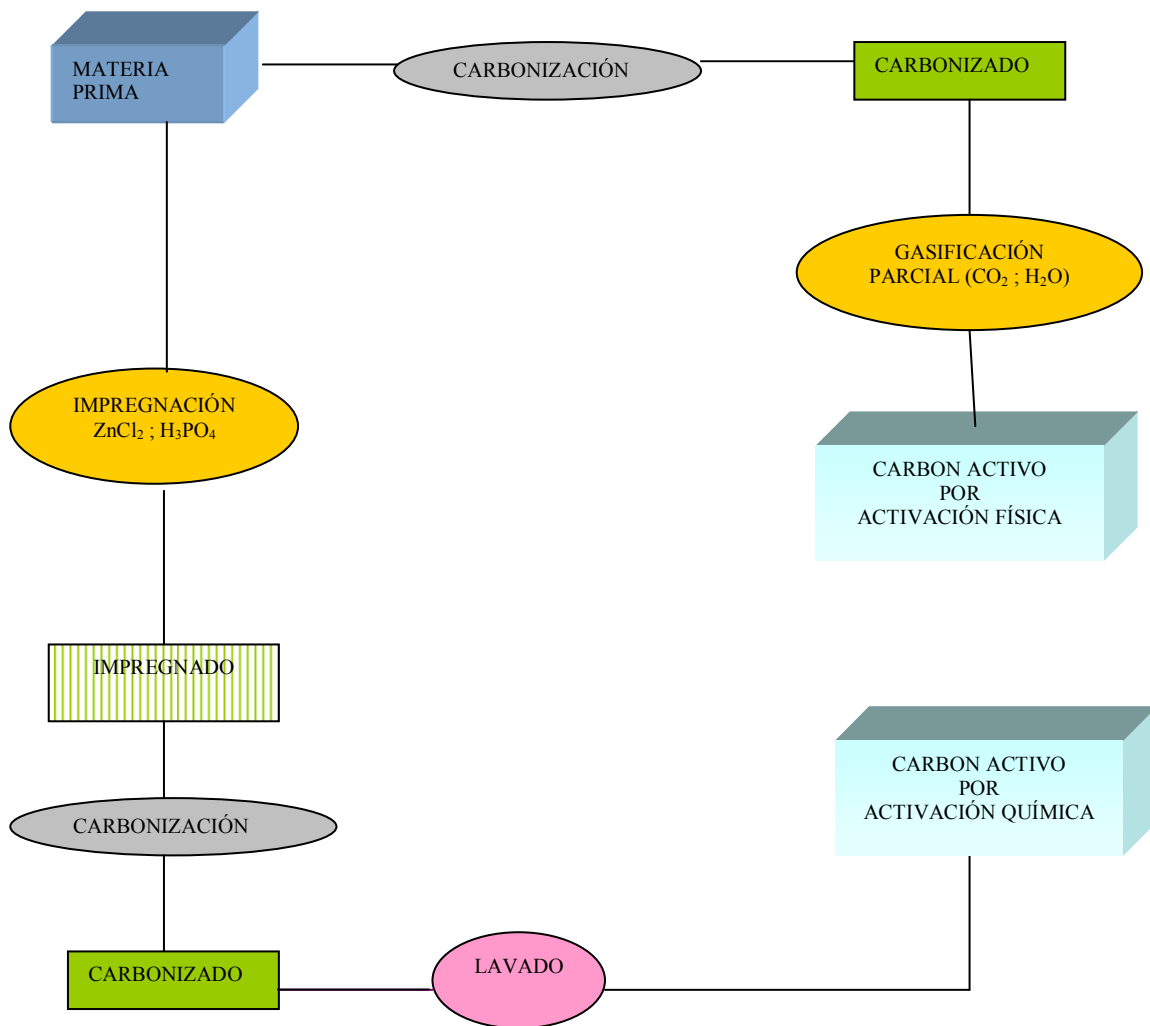 MATERIA
PRIMA
CARBONIZACIÓN
CARBONIZADO
GASIFICACIÓN
PARCIAL (CO₂ ; H₂O)
CARBON ACTIVO
POR
ACTIVACIÓN FÍSICA
IMPREGNACIÓN
ZnCl₂ ; H₃PO₄
IMPREGNADO
CARBONIZACIÓN
CARBONIZADO
LAVADO
CARBON ACTIVO
POR
ACTIVACIÓN QUÍMICA